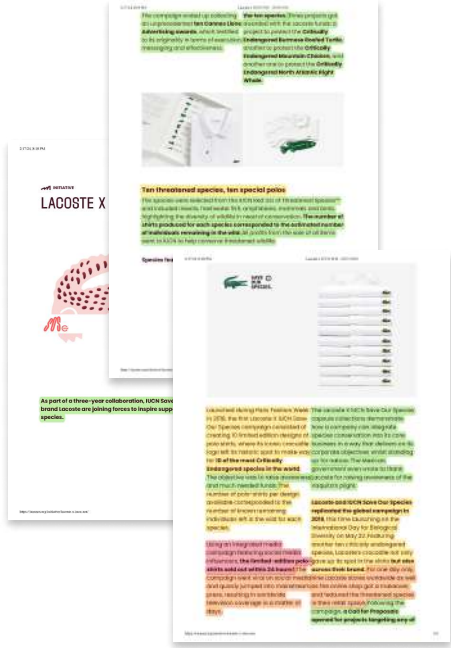 The campaign ended up collecting
an unprecedented ten Cannes Lions
Advertising awards, which testified
to its originality in terms of execution,
messaging and effectiveness.
the ten species. Three projects got
awarded with the Lacoste funds: a
project to protect the Critically
Endangered Burmese Roofed Turtle,
another to protect the Critically
Endangered Mountain Chicken, and
another one to protect the Critically
Endangered North Atlantic Right
Whale.
Ten threatened species, ten special polos
The species were selected from the IUCN Red List of Threatened Species™
and included insects, freshwater fish, amphibians, mammals and birds,
highlighting the diversity of wildlife in need of conservation. The number of
shirts produced for each species corresponded to the estimated number
of individuals remaining in the wild. All profits from the sale of all items
went to IUCN to help conserve threatened wildlife.
Species fea
INITIATIVE
LACOSTE X
Me
As part of a three-year collaboration, IUCN Save
brand Lacoste are joining forces to inspire supp
species.
SAVE
OUR
SPECIES.
Launched during Paris Fashion Week
in 2018, the first Lacoste x IUCN Save
Our Species campaign consisted of
creating 10 limited edition designs of
polo shirts, where its iconic crocodile
logo left its historic spot to make way
for 10 of the most Critically
Endangered species in the world.
The objective was to raise awareness
and much needed funds. The
number of polo shirts per design
available corresponded to the
number of known remaining
individuals left in the wild for each
species.
Using an integrated media
campaign featuring social media
influencers, the limited-edition polo
shirts sold out within 24 hours! The
campaign went viral on social media
and quickly jumped into mainstream
press, resulting in worldwide
television coverage in a matter of
days.
The Lacoste X IUCN Save Our Species
capsule collections demonstrate
how a company can integrate
species conservation into its core
business in a way that delivers on its
corporate objectives whilst standing
up for nature. The Mexican
government even wrote to thank
Lacoste for raising awareness of the
Vaquita's plight.
Lacoste and IUCN Save Our Species
replicated the global campaign in
2019, this time launching on the
International Day for Biological
Diversity on May 22. Featuring
another ten critically endangered
species, Lacoste's crocodile not only
gave up its spot in the shirts but also
across their brand. For one day only,
nine Lacoste stores worldwide as well
as the online shop got a makeover,
and featured the threatened species
in their retail space. Following the
campaign, a Call for Proposals
opened for projects targeting any of